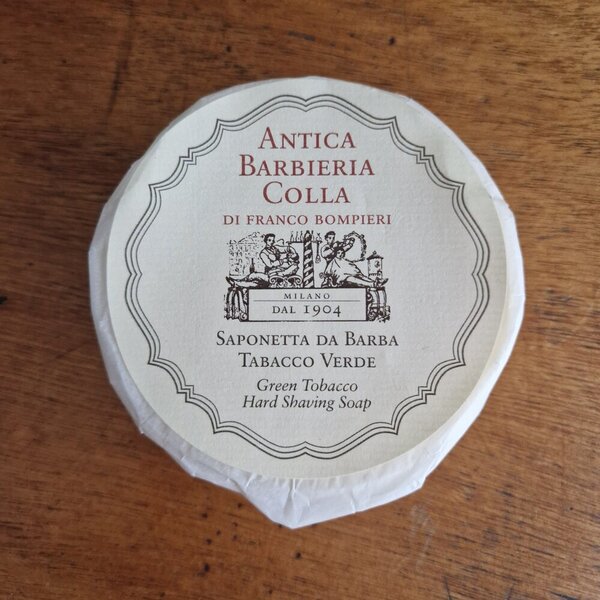 ANTICA
BARBIERIA
COLLA
DI FRANCO BOMPIERI
MILANO
DAL 1904
SAPONETTA DA BARBA
TABACCO VERDE
Green Tobacco
Hard Shaving Soap